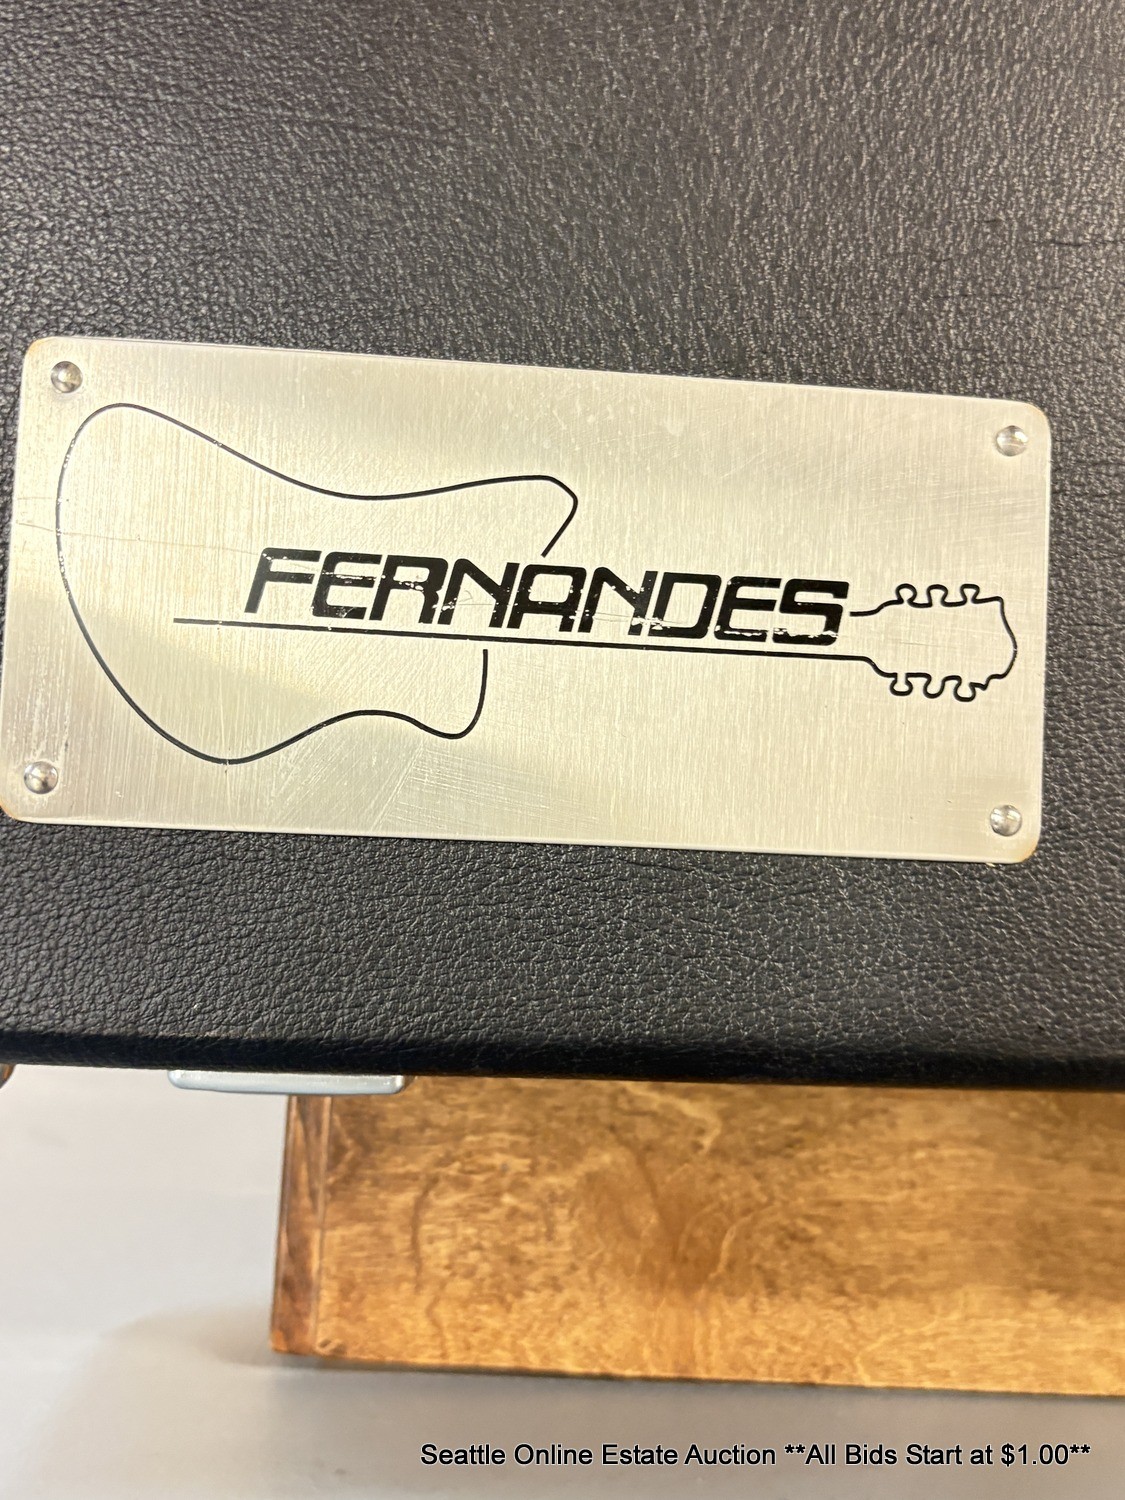 FERNANDES
Seattle Online Estate Auction **All Bids Start at $1.00**